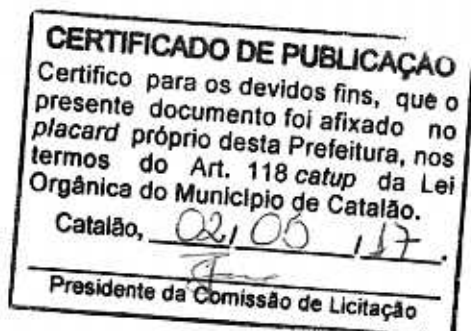 CERTIFICADO DE PUBLICAÇÃO
Certifico para os devidos fins, que o
presente documento foi afixado no
placard próprio desta Prefeitura, nos
termos do Art. 118 catup da Lei
Orgânica do Município de Catalão.
Catalão, 02, 05, 17.
Presidente da Comissão de Licitação